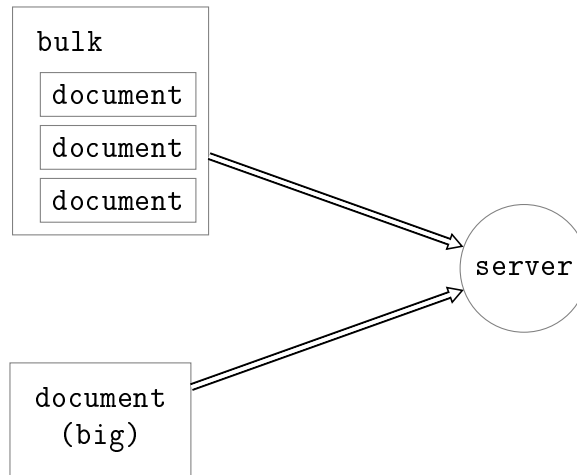 bulk
document
document
document
server
document
(big)